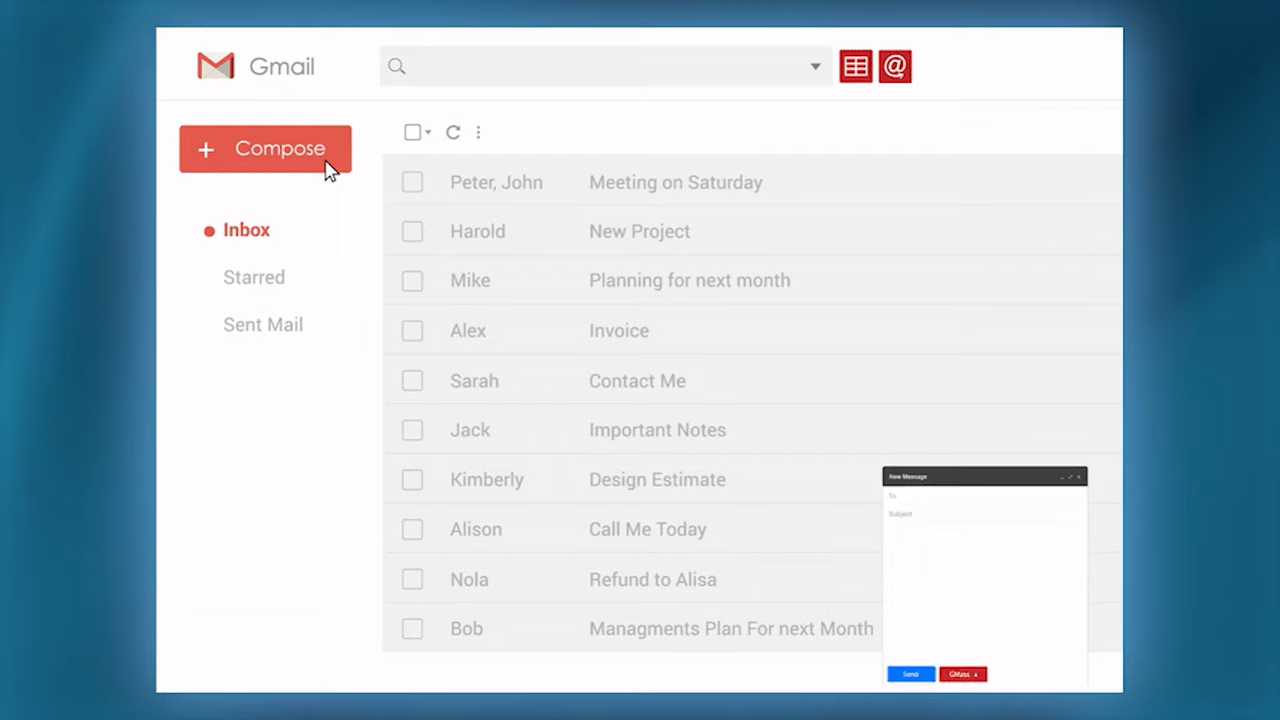 Gmail
+ Compose
Inbox
Starred
Sent Mail
Peter, John Meeting on Saturday
Harold New Project
Mike Planning for next month
Alex Invoice
Sarah Contact Me
Jack Important Notes
Kimberly Design Estimate
Alison Call Me Today
Nola Refund to Alisa
Bob Managments Plan For next Month
New Message
To
Subject
Send GMass